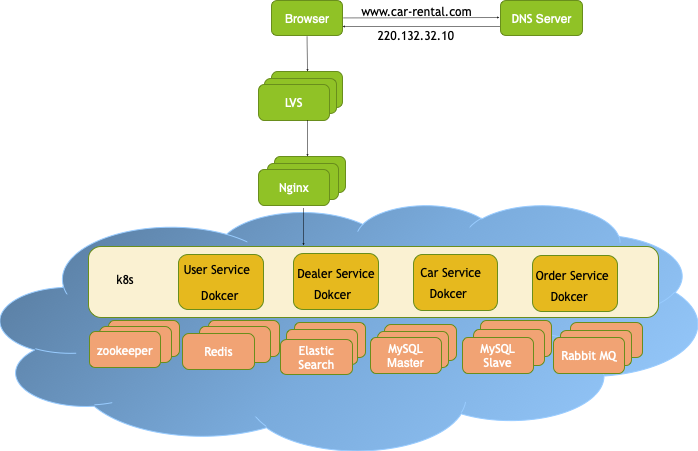 Browser
www.car-rental.com
220.132.32.10
DNS Server
LVS
Nginx
k8s
User Service
Dokcer
Dealer Service
Dokcer
Car Service
Dokcer
Order Service
Dokcer
zookeeper
Redis
Elastic
Search
MySQL
Master
MySQL
Slave
Rabbit MQ